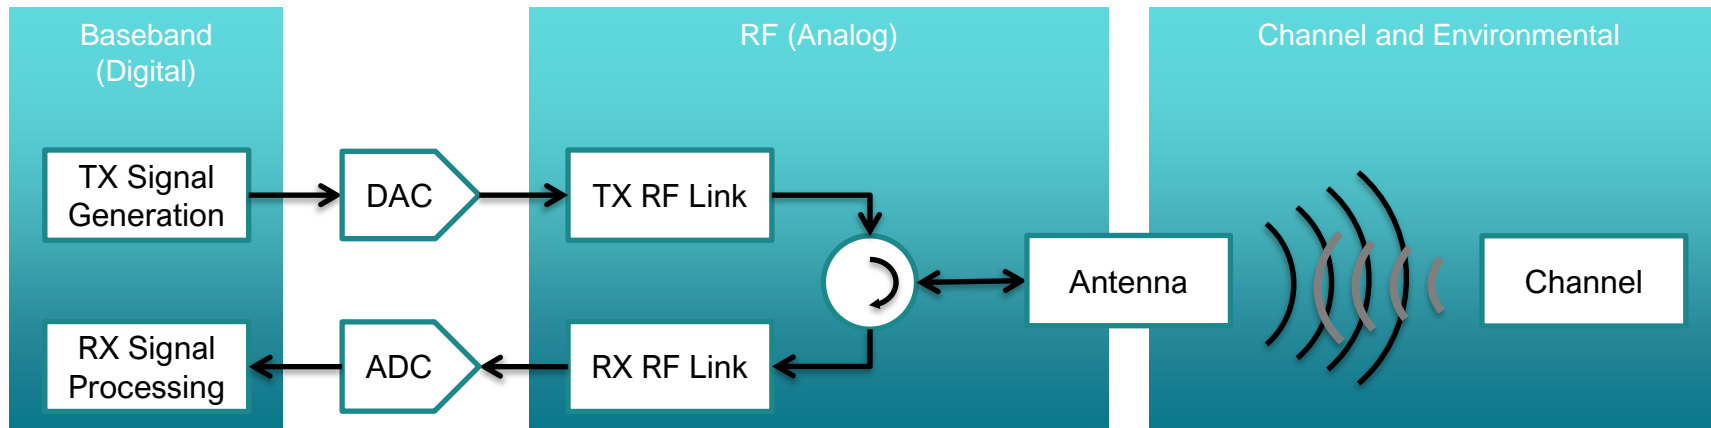 Baseband
(Digital)
RF (Analog)
Channel and Environmental
TX Signal
Generation
DAC
TX RF Link
Antenna
Channel
RX Signal
Processing
ADC
RX RF Link